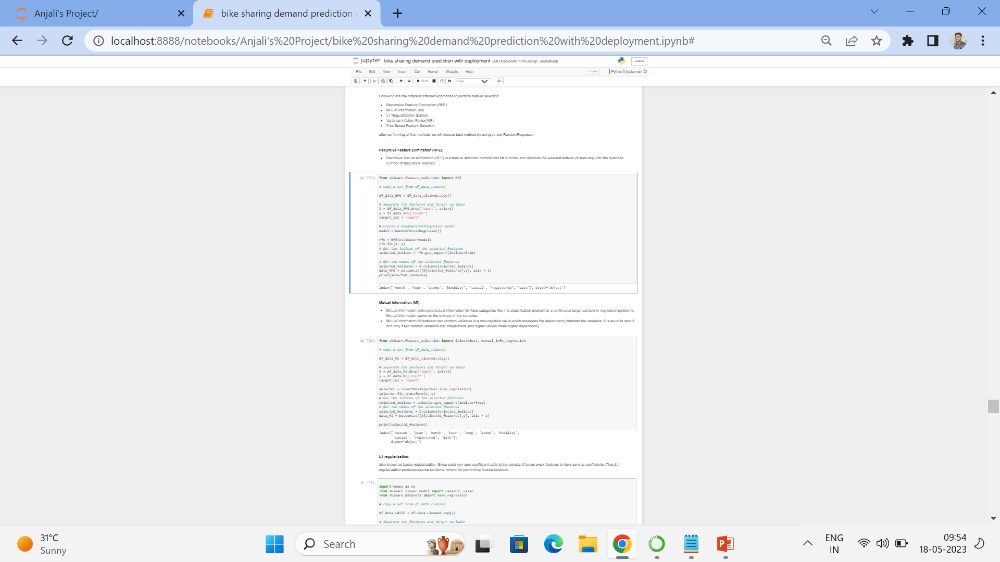 Anjali's Project/
bike sharing demand prediction
localhost:8888/notebooks/Anjali's%20Project/bike%20sharing%20demand%20prediction%20with%20deployment.ipynb#
jupyter bike sharing demand prediction with deployment Last Checkpoint: 10 hours ago (autosaved)
Logout
File Edit View Insert Cell Kernel Widgets Help
Trusted
Python 3 (ipykernel)
Run
Code
Following are the different differnet Approches to perform feature selection:
Recurrsive Feature Elimination (RFE)
Mutual Information (MI)
L1 Regularization (Lasso)
Variance Inflation Factor(VIF)
Tree Based Feature Selection
after performing all the methods we will choose best method by using simple RandomRegressor
Recursive Feature Elimination (RFE):
Recursive feature elimination (RFE) is a feature selection method that fits a model and removes the weakest feature (or features) until the specified
number of features is reached.
In [71]:
from sklearn.feature_selection import RFE
# copy a set from df_data_cleaned
df_data_RFE = df_data_cleaned.copy()
# Separate the features and target variable
X = df_data_RFE.drop('count', axis=1)
y = df_data_RFE['count']
target_col = 'count'
# Create a RandomForestRegressor model
model = RandomForestRegressor()
rfe = RFE(estimator=model)
rfe.fit(X, y)
# Get the indices of the selected features
selected_indices = rfe.get_support(indices=True)
# Get the names of the selected features
selected_features = X.columns[selected_indices]
data_RFE = pd.concat([X[selected_features],y], axis = 1)
print(selected_features)
Index(['month', 'hour', 'atemp', 'humidity', 'casual', 'registered', 'date'], dtype='object')
Mutual information (MI):
Mutual Information estimates mutual information for fixed categories like in a classification problem or a continuous target variable in regression problems.
Mutual Information works on the entropy of the variables.
Mutual information(MI)between two random variables is a non-negative value,which measures the dependency between the variables .It is equal to zero if
and only if two random variables are independent ,and higher values mean higher dependency
In [72]:
from sklearn.feature_selection import SelectKBest, mutual_info_regression
# copy a set from df_data_cleaned
df_data_MI = df_data_cleaned.copy()
# Separate the features and target variable
X = df_data_MI.drop('count', axis=1)
y = df_data_MI['count']
target_col = 'count'
selector = SelectKBest(mutual_info_regression)
selector.fit_transform(X, y)
# Get the indices of the selected features
selected_indices = selector.get_support(indices=True)
# Get the names of the selected features
selected_features = X.columns[selected_indices]
data_MI = pd.concat([X[selected_features],y], axis = 1)
print(selected_features)
Index(['season', 'year', 'month', 'hour', 'temp', 'atemp', 'humidity',
'casual', 'registered', 'date'],
dtype='object')
L1 regularization:
also known as Lasso regularization, Since each non-zero coefficient adds to the penalty, it forces weak features to have zero as coefficients. Thus L1
regularization produces sparse solutions, inherently performing feature selection.
In [73]:
import numpy as np
from sklearn.linear_model import LassoCV, Lasso
from sklearn.datasets import make_regression
# copy a set from df_data_cleaned
df_data_LASSO = df_data_cleaned.copy()
# Separate the features and target variable
31°C
Sunny
Search
ENG
IN
09:54
18-05-2023